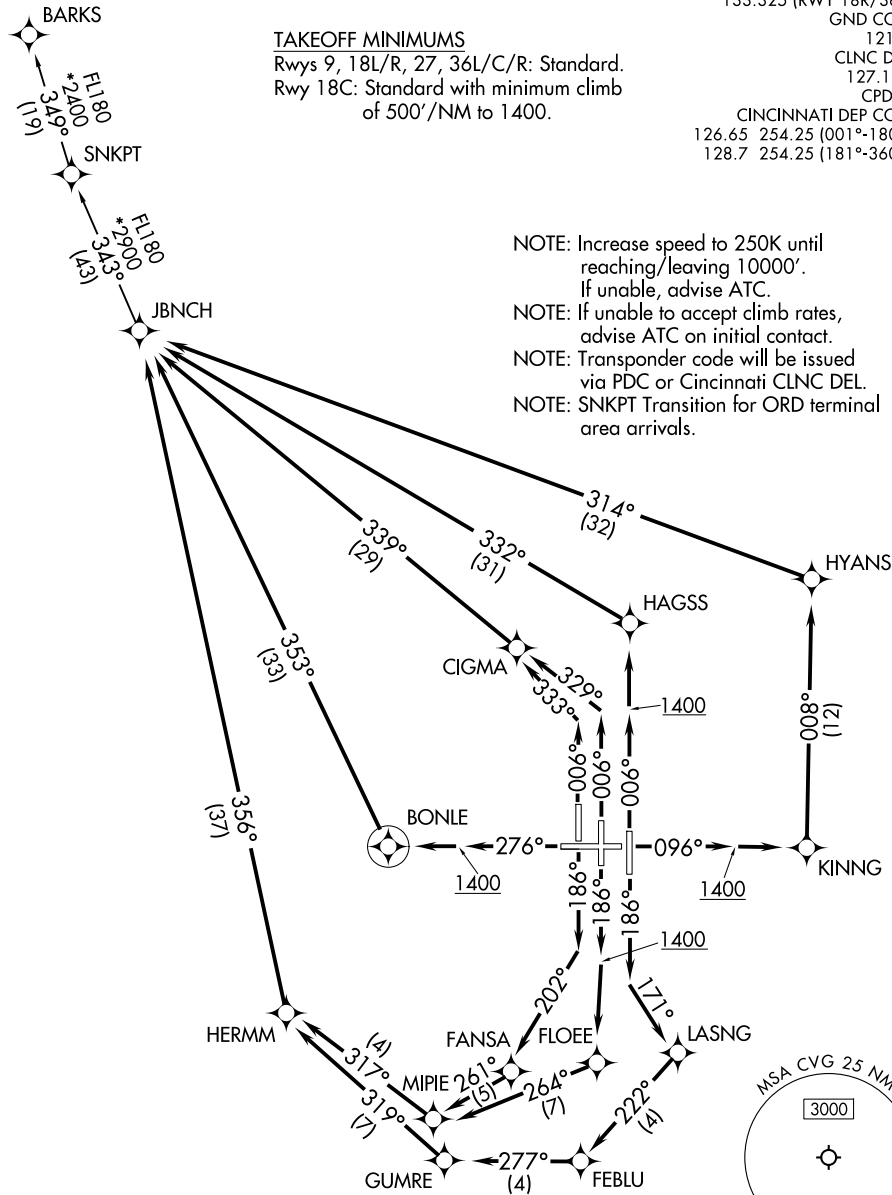 BARKS
FL180
*2400
349°
(19)
SNKPT
FL180
*2900
343°
(43)
JBNCH
TAKEOFF MINIMUMS
Rwys 9, 18L/R, 27, 36L/C/R: Standard.
Rwy 18C: Standard with minimum climb
of 500'/NM to 1400.
GND CO
121
CLNC D
127.1
CPD
CINCINNATI DEP CO
126.65 254.25 (001°-180
128.7 254.25 (181°-360
NOTE: Increase speed to 250K until
reaching/leaving 10000'.
If unable, advise ATC.
NOTE: If unable to accept climb rates,
advise ATC on initial contact.
NOTE: Transponder code will be issued
via PDC or Cincinnati CLNC DEL.
NOTE: SNKPT Transition for ORD terminal
area arrivals.
314°
(32)
332°
(31)
339°
(29)
353°
(33)
356°
(37)
HYANS
HAGSS
CIGMA
329°
333°
1400
008°
(12)
006°
006°
006°
BONLE
276°
1400
096°
1400
KINNG
186°
186°
186°
1400
202°
171°
HERMM
FANSA
FLOEE
LASNG
(4)
317°
MIPIE
261°
(5)
264°
(7)
222°
(4)
319°
(7)
GUMRE
277°
(4)
FEBLU
MSA CVG 25 NM
3000